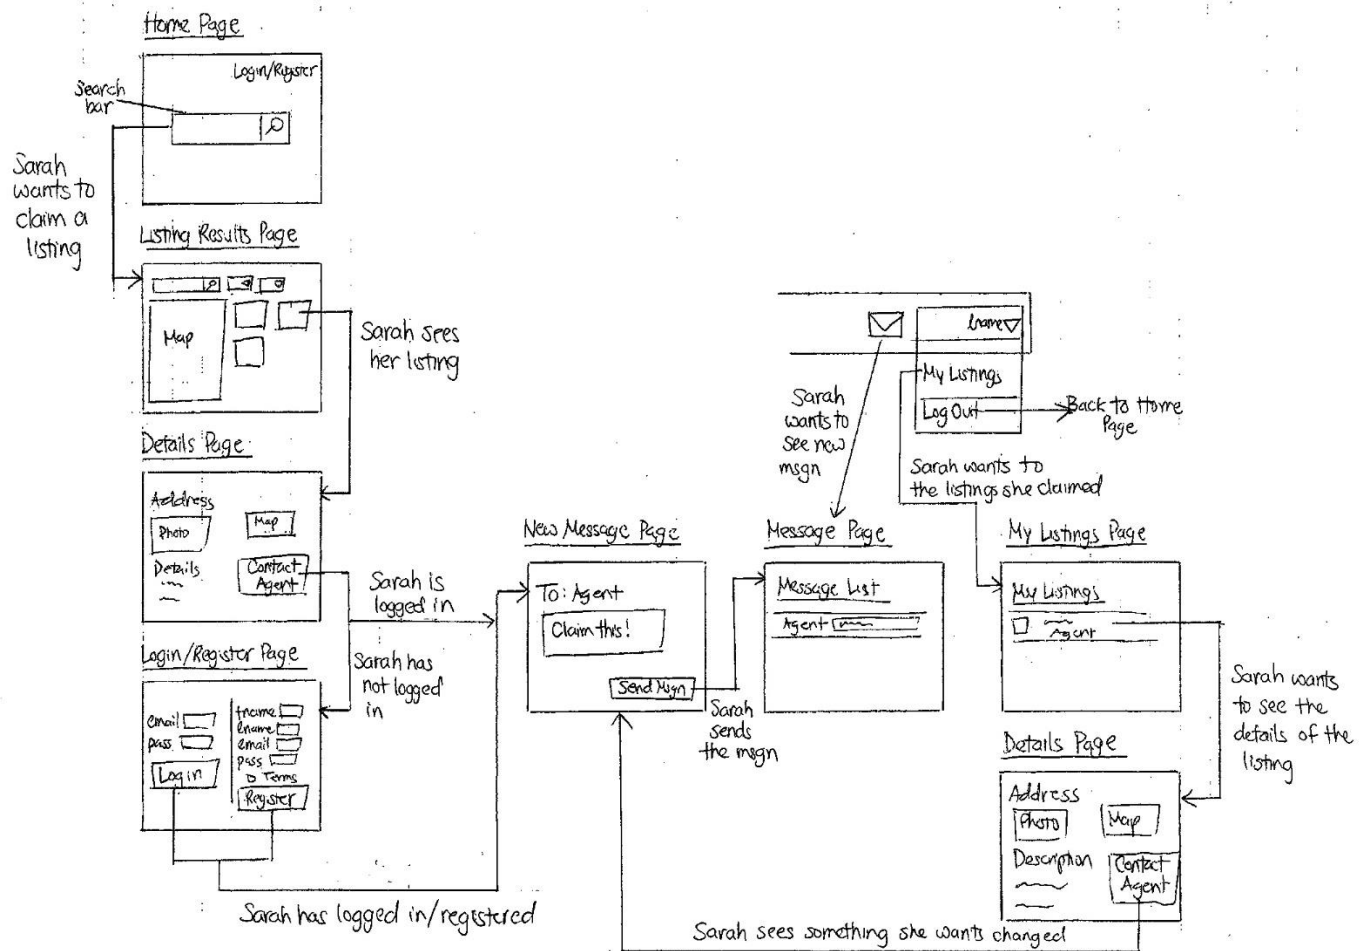 Home Page
Login/Register
Search
bar
Sarah
wants to
claim a
listing
Listing Results Page
Map
Sarah sees
her listing
Details Page
Address
Photo
Map
Details
Contact
Agent
Sarah is
logged in
Sarah has
not logged
in
Login/Register Page
email
pass
Login
fname
lname
email
pass
Terms
Register
Sarah has logged in/registered
New Message Page
To: Agent
Claim this!
Send Msgn
Sarah
sends
the msgn
lname
My Listings
Log Out
Back to Home
Page
Sarah
wants to
see new
msgn
Sarah wants to
the listings she claimed
Message Page
Message List
Agent
My Listings Page
My Listings
Agent
Sarah wants
to see the
details of the
listing
Details Page
Address
Photo
Map
Description
Contact
Agent
Sarah sees something she wants changed